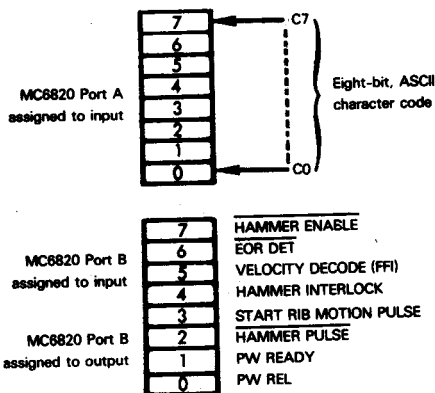 7 C7
6
5
4
3
2
1
0 C0
MC6820 Port A
assigned to input
Eight-bit, ASCII
character code
7 HAMMER ENABLE
6 EOR DET
5 VELOCITY DECODE (FFI)
4 HAMMER INTERLOCK
3 START RIB MOTION PULSE
2 HAMMER PULSE
1 PW READY
0 PW REL
MC6820 Port B
assigned to input
MC6820 Port B
assigned to output